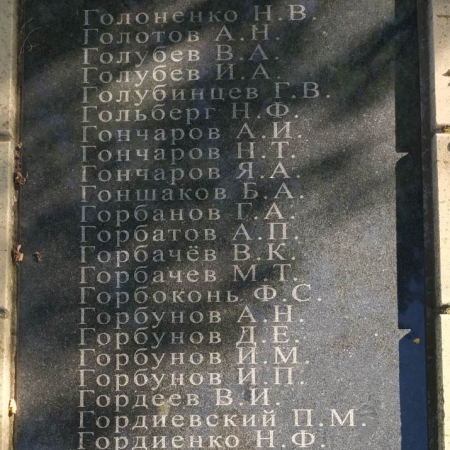 Голоненко Н.В.
Голотов А.Н.
Голубев В.А.
Голубев И.А.
Голубинцев Г.В.
Гольберг Н.Ф.
Гончаров А.И.
Гончаров Н.Т.
Гончаров Я.А.
Гоншаков Б.А.
Горбанов Г.А.
Горбатов А.П.
Горбачёв В.К.
Горбачев М.Т.
Горбоконь Ф.С.
Горбунов А.Н.
Горбунов Д.Е.
Горбунов И.М.
Горбунов И.П.
Гордеев В.И.
Гордиевский П.М.
Гордиенко Н.Ф.